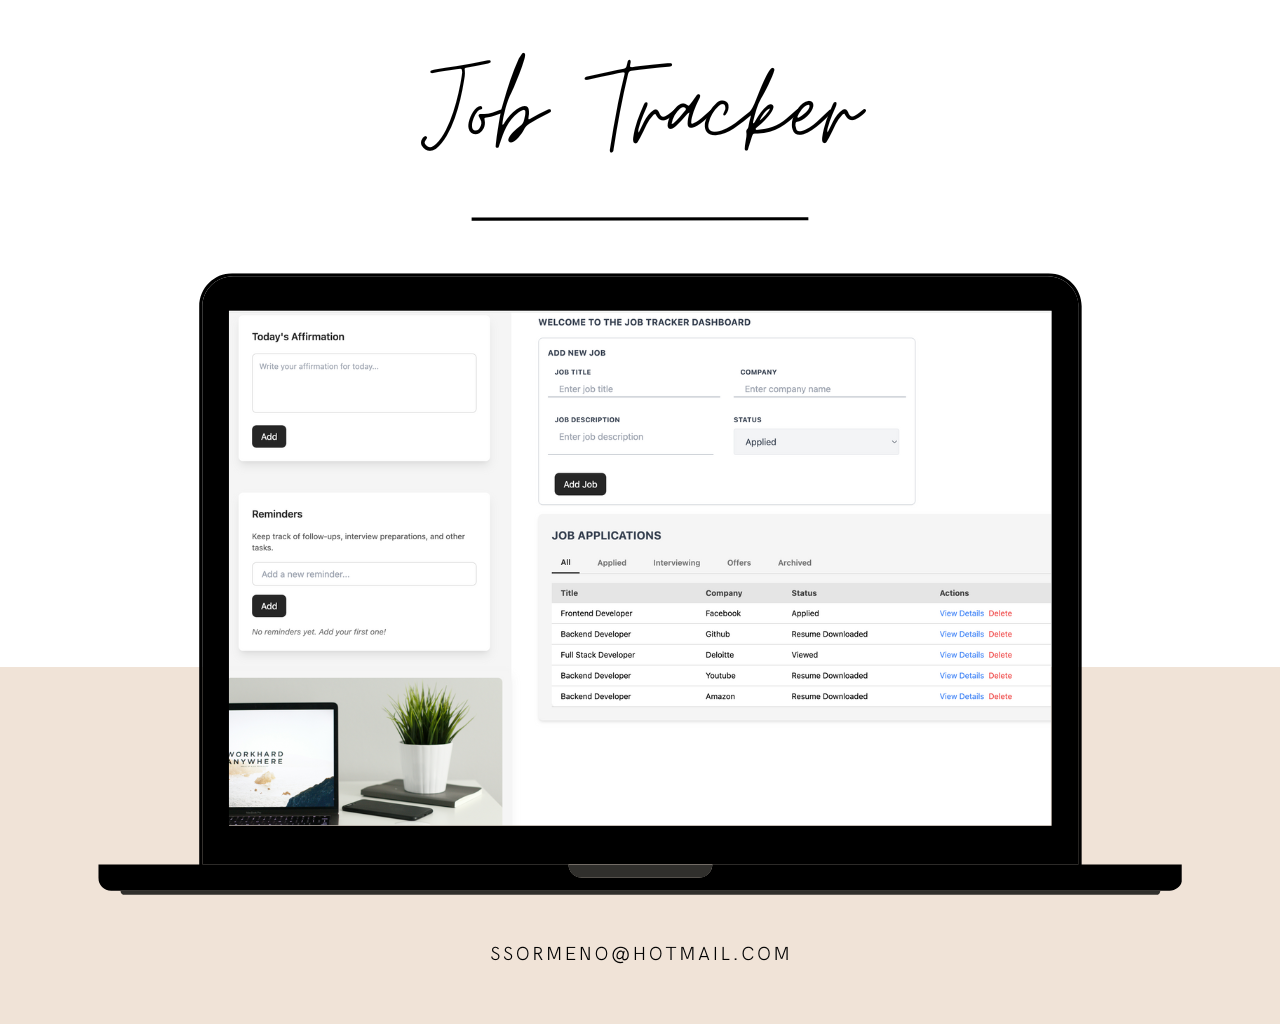 Job Tracker
Today's Affirmation
Write your affirmation for today...
Add
Reminders
Keep track of follow-ups, interview preparations, and other
tasks.
Add a new reminder...
Add
No reminders yet. Add your first one!
WORKHARD
ANYWHERE
WELCOME TO THE JOB TRACKER DASHBOARD
ADD NEW JOB
JOB TITLE COMPANY
Enter job title Enter company name
JOB DESCRIPTION STATUS
Enter job description Applied
Add Job
JOB APPLICATIONS
All Applied Interviewing Offers Archived
Title Company Status Actions
Frontend Developer Facebook Applied View Details Delete
Backend Developer Github Resume Downloaded View Details Delete
Full Stack Developer Deloitte Viewed View Details Delete
Backend Developer Youtube Resume Downloaded View Details Delete
Backend Developer Amazon Resume Downloaded View Details Delete
SSORMENO@HOTMAIL.COM